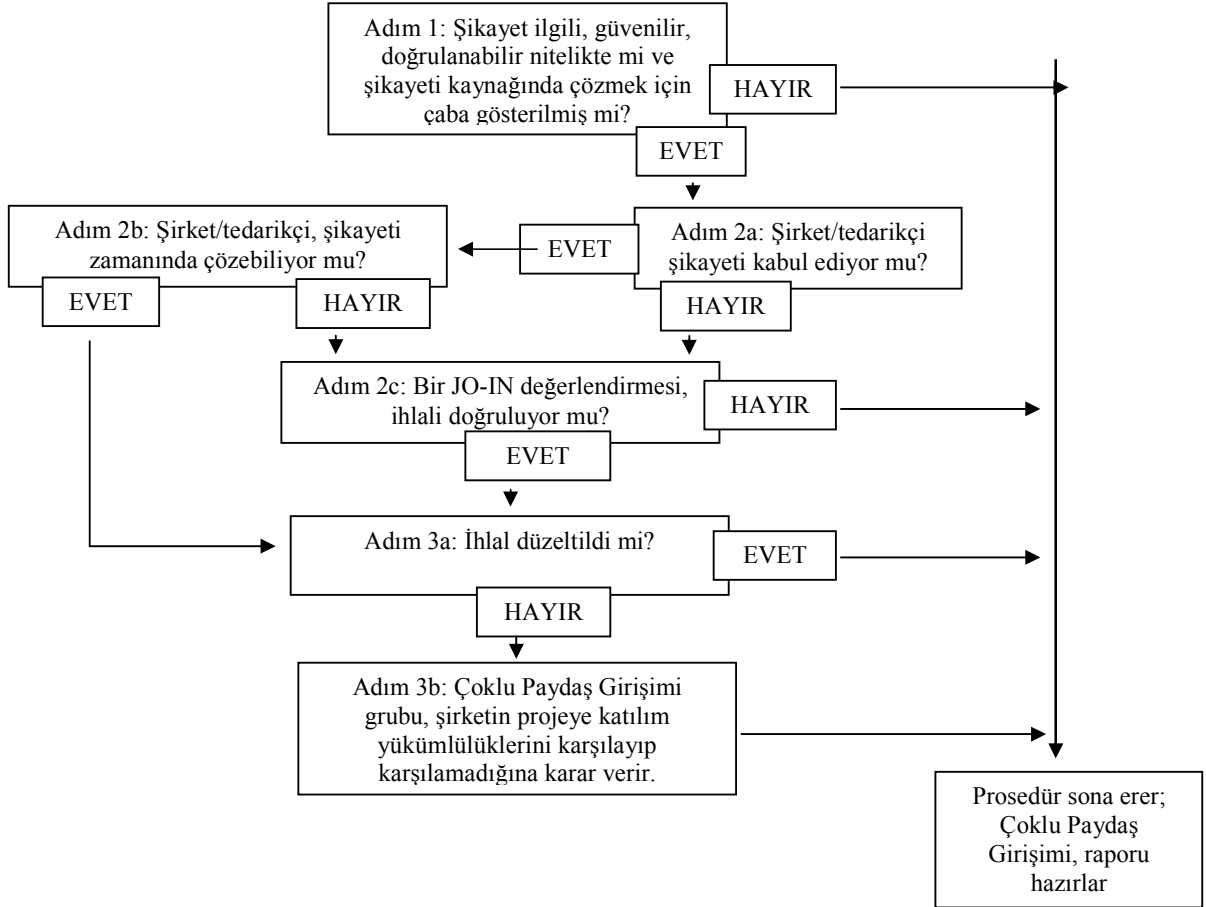 Adım 1: Şikayet ilgili, güvenilir,
doğrulanabilir nitelikte mi ve
şikayeti kaynağında çözmek için
çaba gösterilmiş mi?
HAYIR
EVET
Adım 2b: Şirket/tedarikçi, şikayeti
zamanında çözebiliyor mu?
EVET
HAYIR
EVET
Adım 2a: Şirket/tedarikçi
şikayeti kabul ediyor mu?
HAYIR
Adım 2c: Bir JO-IN değerlendirmesi,
ihlali doğruluyor mu?
HAYIR
EVET
Adım 3a: İhlal düzeltildi mi?
EVET
HAYIR
Adım 3b: Çoklu Paydaş Girişimi
grubu, şirketin projeye katılım
yükümlülüklerini karşılayıp
karşılamadığına karar verir.
Prosedür sona erer;
Çoklu Paydaş
Girişimi, raporu
hazırlar